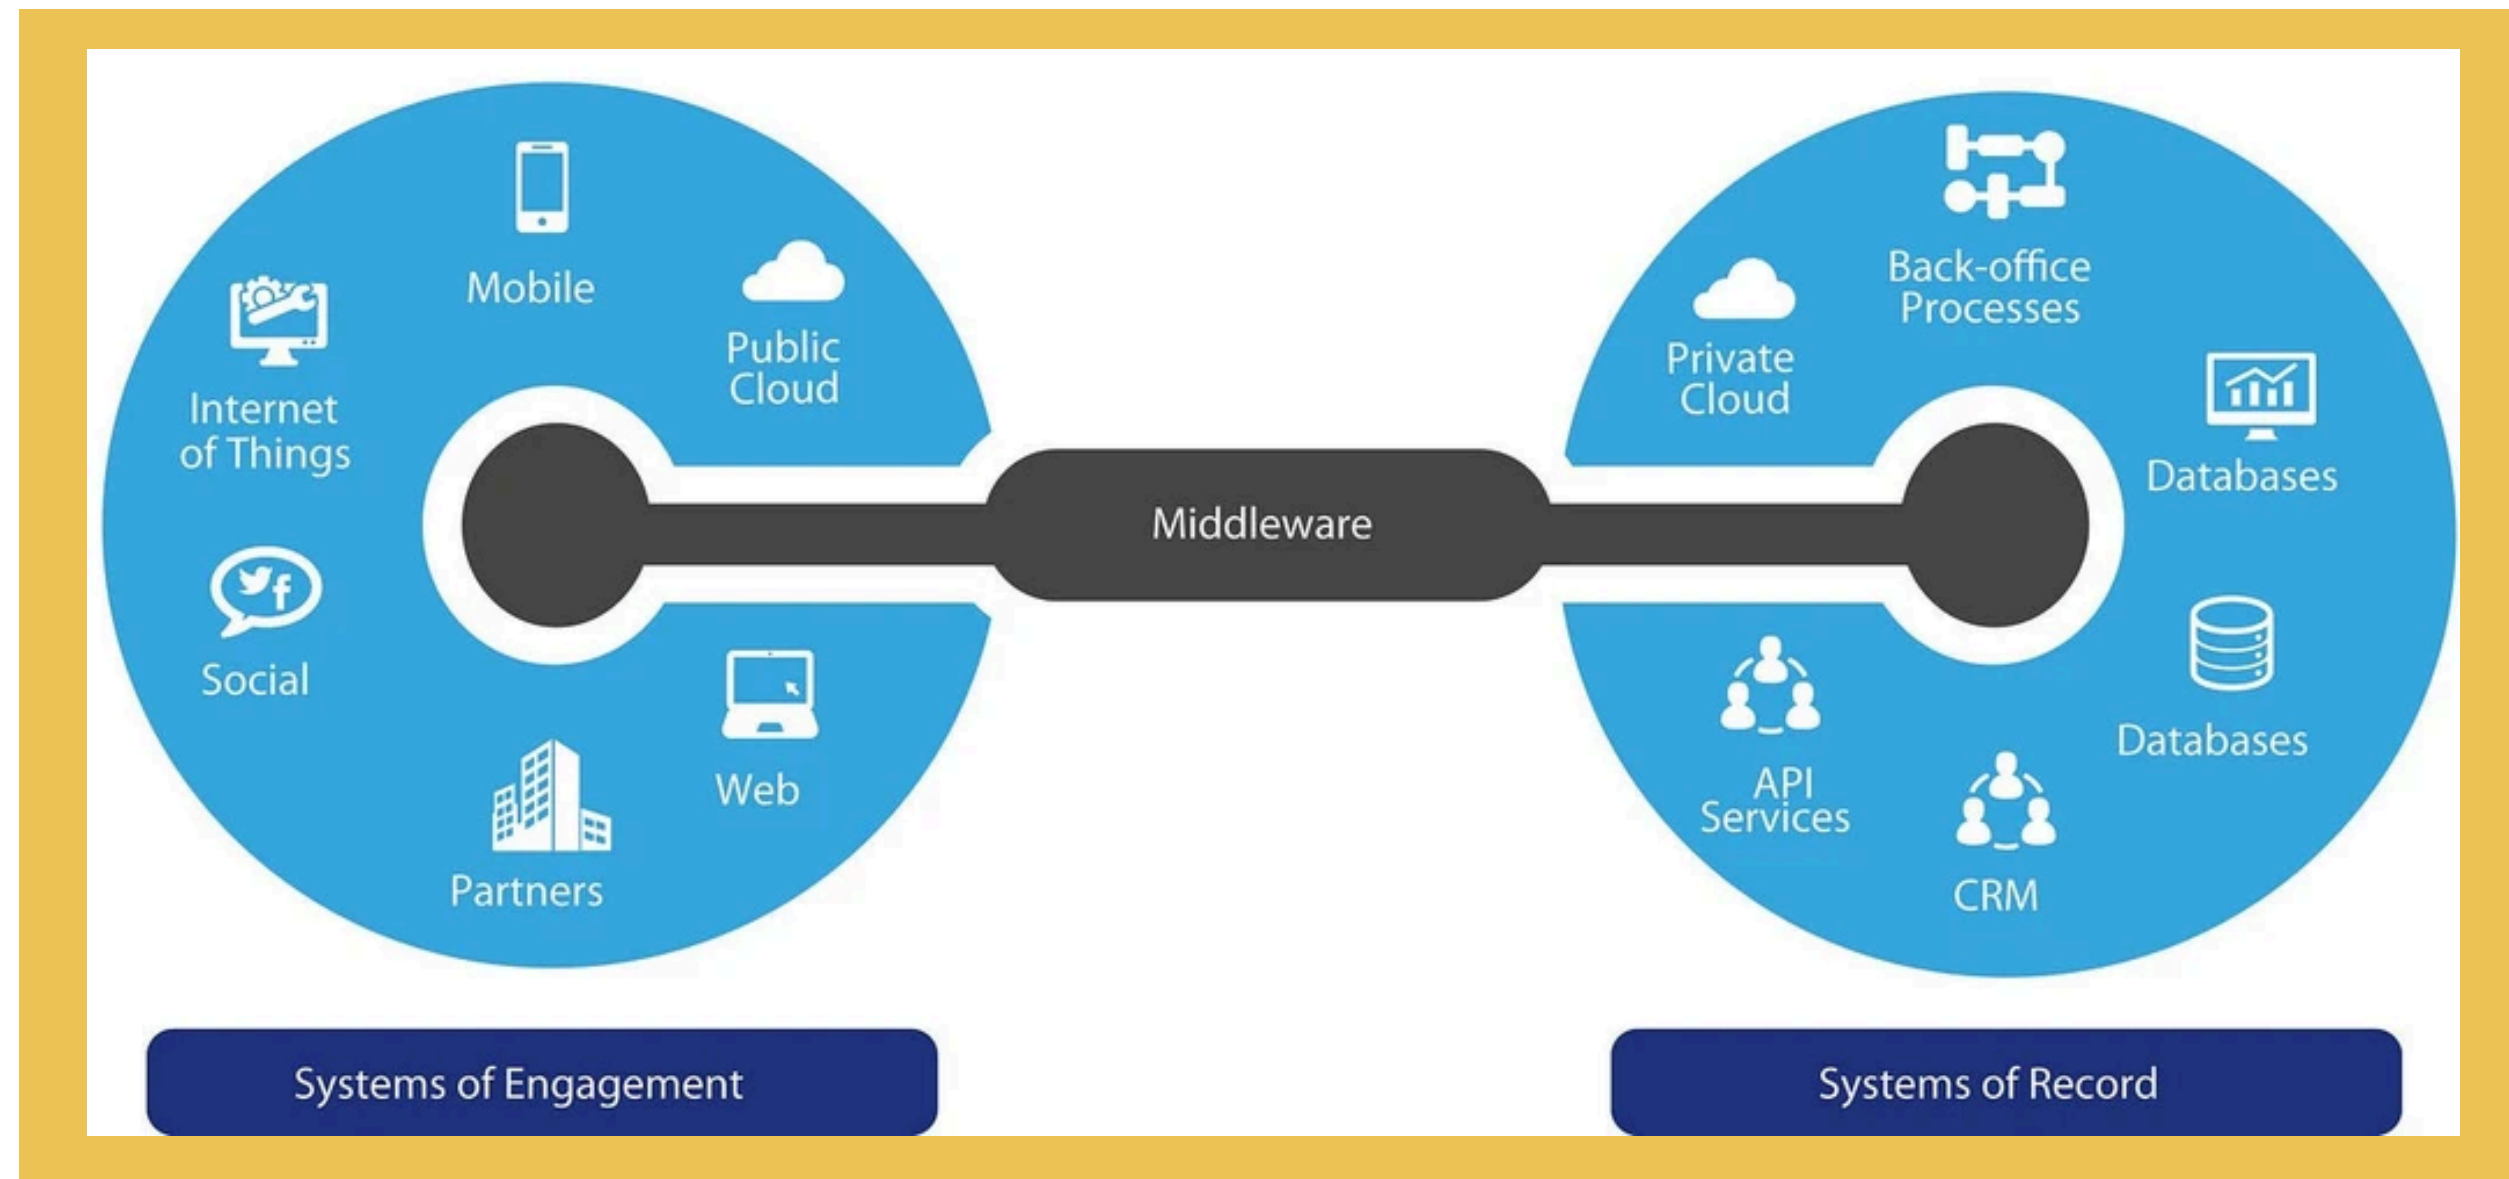 Mobile
Public
Cloud
Internet
of Things
Social
Partners
Web
Middleware
Back-office
Processes
Private
Cloud
Databases
Databases
API
Services
CRM
Systems of Engagement
Systems of Record